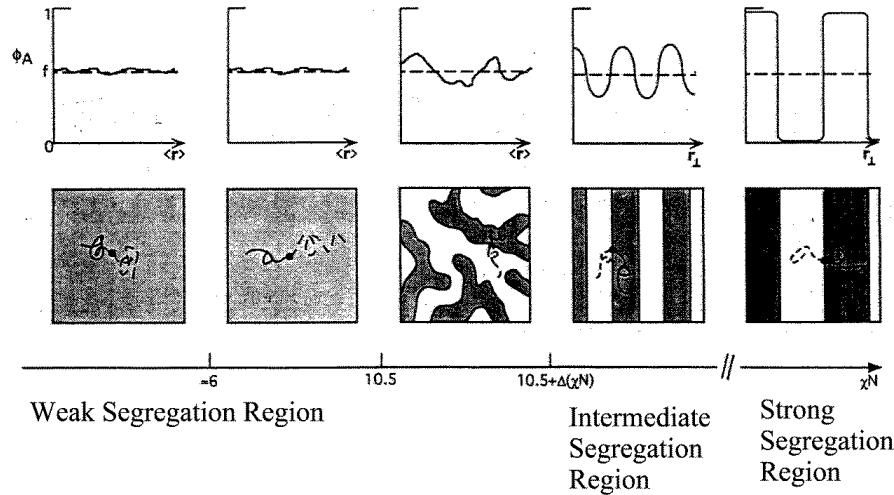 1
ϕA
f
0
⟨r⟩
⟨r⟩
⟨r⟩
r⊥
r⊥
≃6
10.5
10.5+Δ(χN)
χN
Weak Segregation Region
Intermediate
Segregation
Region
Strong
Segregation
Region